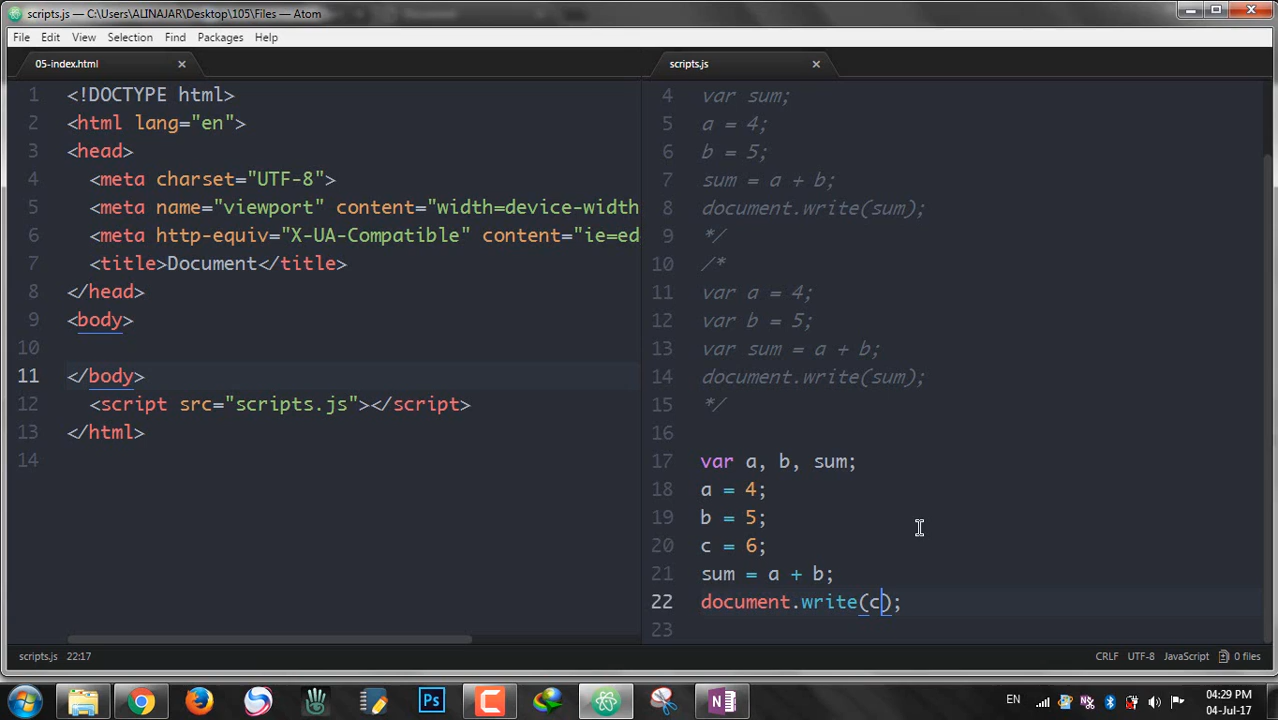 scripts.js — C:\Users\ALINAJAR\Desktop\105\Files — Atom
File Edit View Selection Find Packages Help
05-index.html
1 <!DOCTYPE html>
2 <html lang="en">
3 <head>
4 <meta charset="UTF-8">
5 <meta name="viewport" content="width=device-width
6 <meta http-equiv="X-UA-Compatible" content="ie=ed
7 <title>Document</title>
8 </head>
9 <body>
10
11 </body>
12 <script src="scripts.js"></script>
13 </html>
14
scripts.js
4 var sum;
5 a = 4;
6 b = 5;
7 sum = a + b;
8 document.write(sum);
9 */
10 /*
11 var a = 4;
12 var b = 5;
13 var sum = a + b;
14 document.write(sum);
15 */
16
17 var a, b, sum;
18 a = 4;
19 b = 5;
20 c = 6;
21 sum = a + b;
22 document.write(c);
23
scripts.js 22:17
CRLF UTF-8 JavaScript 0 files
Ps
N
EN
04:29 PM
04-Jul-17